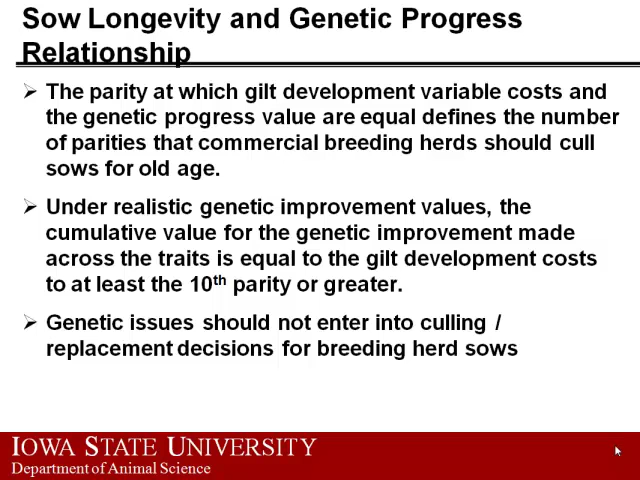 Sow Longevity and Genetic Progress
Relationship
The parity at which gilt development variable costs and
the genetic progress value are equal defines the number
of parities that commercial breeding herds should cull
sows for old age.
Under realistic genetic improvement values, the
cumulative value for the genetic improvement made
across the traits is equal to the gilt development costs
to at least the 10th parity or greater.
Genetic issues should not enter into culling /
replacement decisions for breeding herd sows
IOWA STATE UNIVERSITY
Department of Animal Science